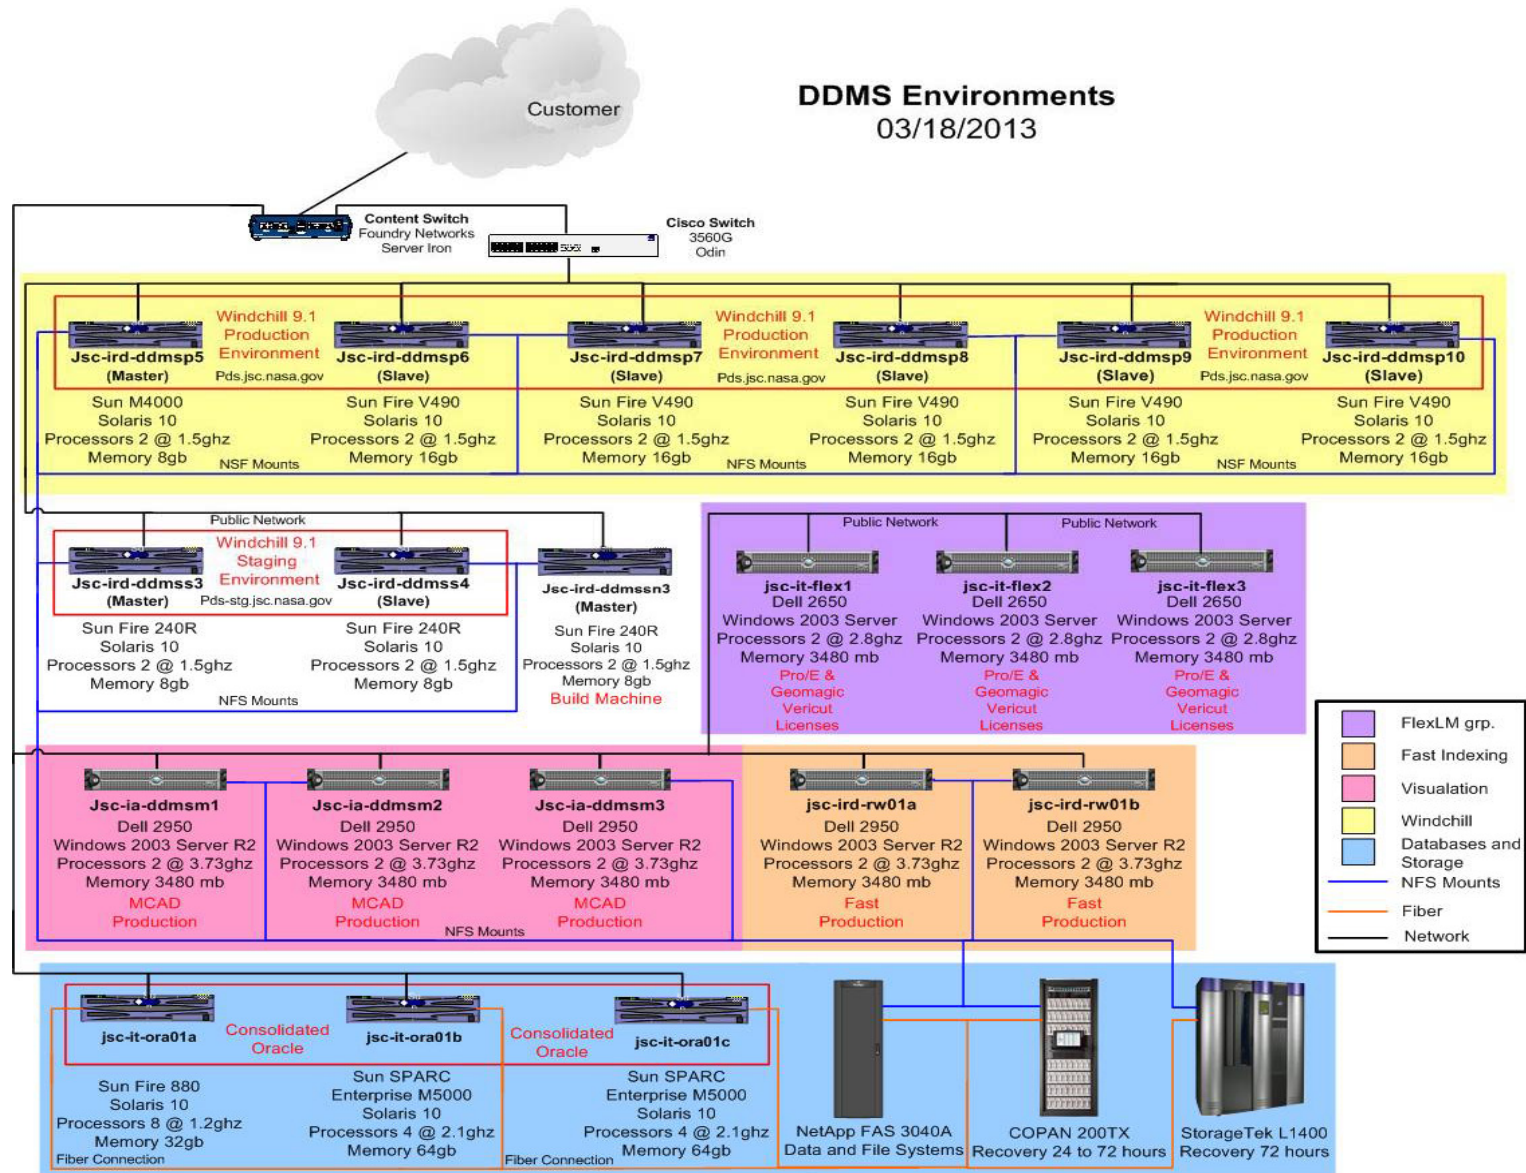 Customer
DDMS Environments
03/18/2013
Content Switch
Foundry Networks
Server Iron
Cisco Switch
3560G
Odin
Windchill 9.1
Production
Environment
Pds.jsc.nasa.gov
Windchill 9.1
Production
Environment
Pds.jsc.nasa.gov
Windchill 9.1
Production
Environment
Pds.jsc.nasa.gov
Jsc-ird-ddmsp5
(Master)
Sun M4000
Solaris 10
Processors 2 @ 1.5ghz
Memory 8gb
Jsc-ird-ddmsp6
(Slave)
Sun Fire V490
Solaris 10
Processors 2 @ 1.5ghz
Memory 16gb
Jsc-ird-ddmsp7
(Slave)
Sun Fire V490
Solaris 10
Processors 2 @ 1.5ghz
Memory 16gb
Jsc-ird-ddmsp8
(Slave)
Sun Fire V490
Solaris 10
Processors 2 @ 1.5ghz
Memory 16gb
Jsc-ird-ddmsp9
(Slave)
Sun Fire V490
Solaris 10
Processors 2 @ 1.5ghz
Memory 16gb
Jsc-ird-ddmsp10
(Slave)
Sun Fire V490
Solaris 10
Processors 2 @ 1.5ghz
Memory 16gb
NSF Mounts
NFS Mounts
NSF Mounts
Public Network
Windchill 9.1
Staging
Environment
Pds-stg.jsc.nasa.gov
Jsc-ird-ddmss3
(Master)
Sun Fire 240R
Solaris 10
Processors 2 @ 1.5ghz
Memory 8gb
Jsc-ird-ddmss4
(Slave)
Sun Fire 240R
Solaris 10
Processors 2 @ 1.5ghz
Memory 8gb
NFS Mounts
Jsc-ird-ddmssn3
(Master)
Sun Fire 240R
Solaris 10
Processors 2 @ 1.5ghz
Memory 8gb
Build Machine
Public Network
Public Network
jsc-it-flex1
Dell 2650
Windows 2003 Server
Processors 2 @ 2.8ghz
Memory 3480 mb
Pro/E &
Geomagic
Vericut
Licenses
jsc-it-flex2
Dell 2650
Windows 2003 Server
Processors 2 @ 2.8ghz
Memory 3480 mb
Pro/E &
Geomagic
Vericut
Licenses
jsc-it-flex3
Dell 2650
Windows 2003 Server
Processors 2 @ 2.8ghz
Memory 3480 mb
Pro/E &
Geomagic
Vericut
Licenses
FlexLM grp.
Fast Indexing
Visualation
Windchill
Databases and
Storage
NFS Mounts
Fiber
Network
Jsc-ia-ddmsm1
Dell 2950
Windows 2003 Server R2
Processors 2 @ 3.73ghz
Memory 3480 mb
MCAD
Production
Jsc-ia-ddmsm2
Dell 2950
Windows 2003 Server R2
Processors 2 @ 3.73ghz
Memory 3480 mb
MCAD
Production
Jsc-ia-ddmsm3
Dell 2950
Windows 2003 Server R2
Processors 2 @ 3.73ghz
Memory 3480 mb
MCAD
Production
NFS Mounts
jsc-ird-rw01a
Dell 2950
Windows 2003 Server R2
Processors 2 @ 3.73ghz
Memory 3480 mb
Fast
Production
jsc-ird-rw01b
Dell 2950
Windows 2003 Server R2
Processors 2 @ 3.73ghz
Memory 3480 mb
Fast
Production
jsc-it-ora01a
Sun Fire 880
Solaris 10
Processors 8 @ 1.2ghz
Memory 32gb
Fiber Connection
Consolidated
Oracle
jsc-it-ora01b
Sun SPARC
Enterprise M5000
Solaris 10
Processors 4 @ 2.1ghz
Memory 64gb
Consolidated
Oracle
Fiber Connection
jsc-it-ora01c
Sun SPARC
Enterprise M5000
Solaris 10
Processors 4 @ 2.1ghz
Memory 64gb
NetApp FAS 3040A
Data and File Systems
COPAN 200TX
Recovery 24 to 72 hours
StorageTek L1400
Recovery 72 hours